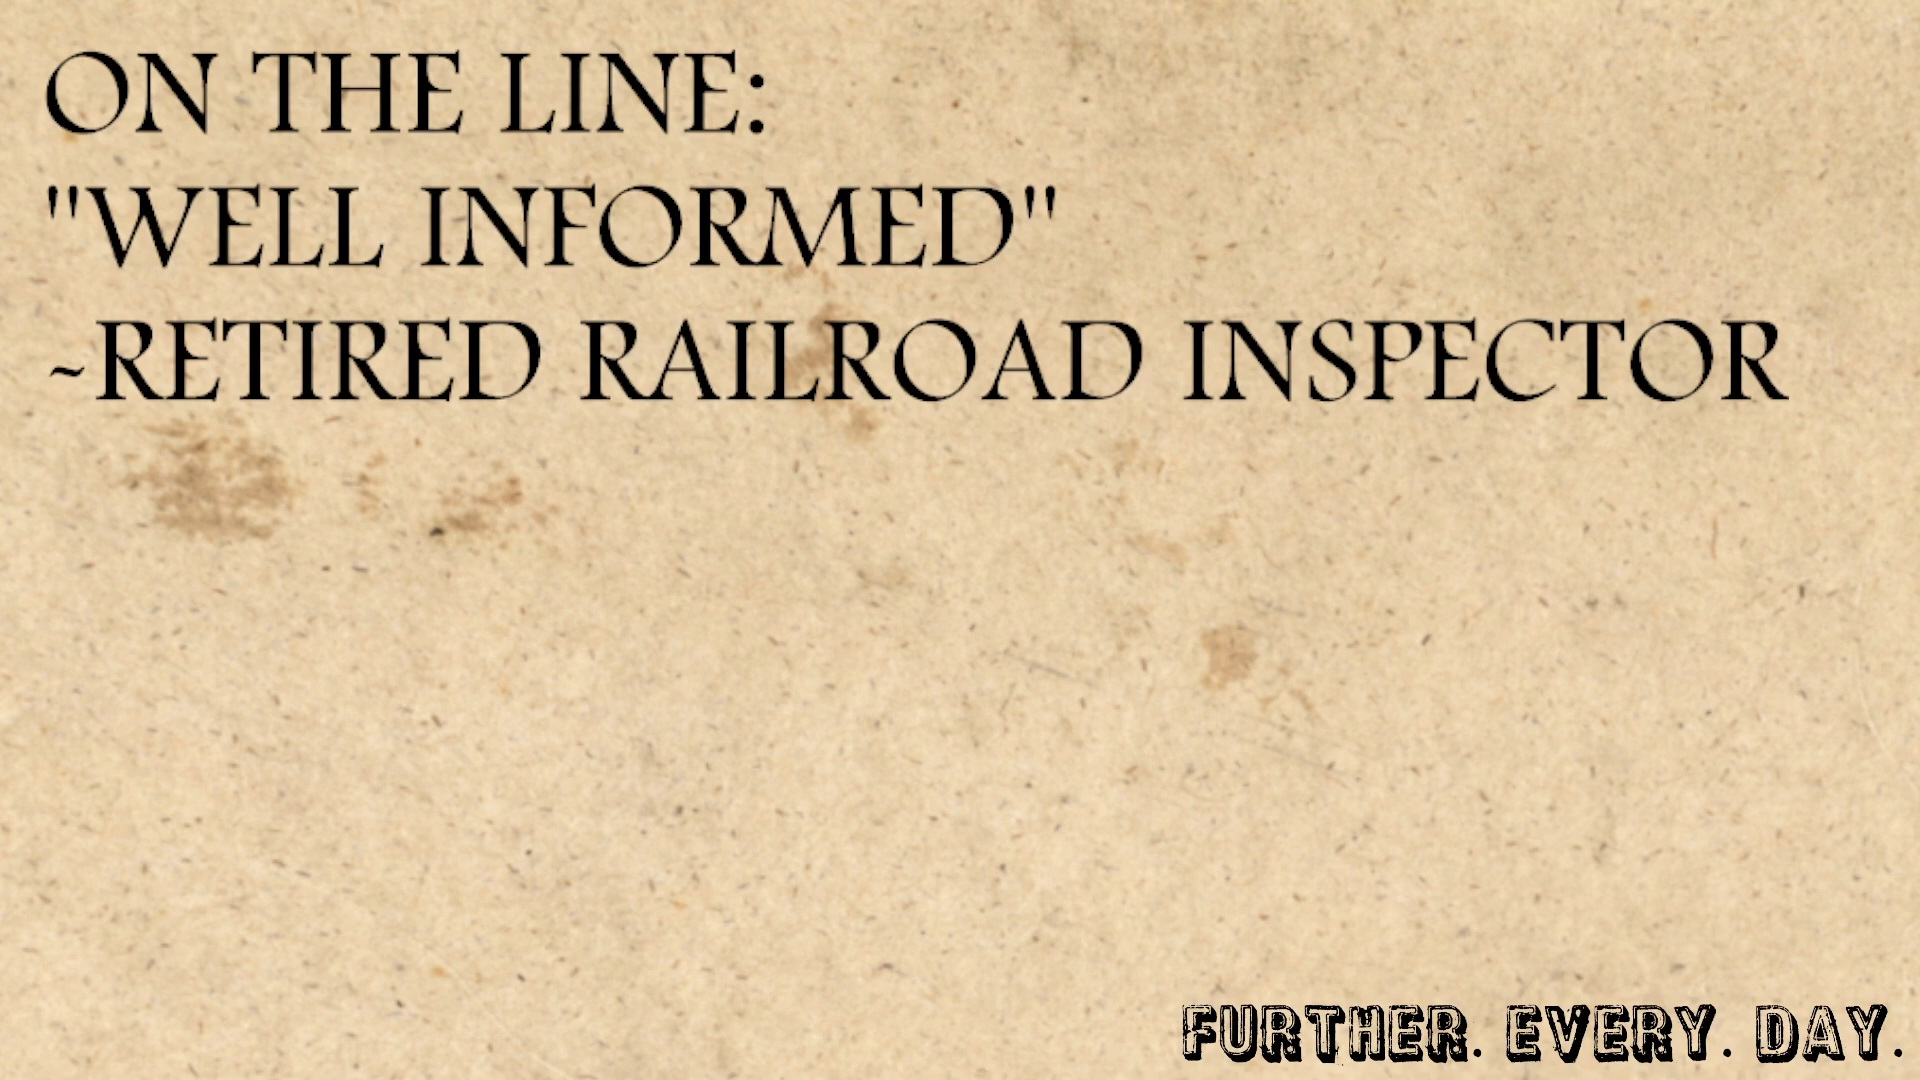 ON THE LINE:
"WELL INFORMED"
~RETIRED RAILROAD INSPECTOR
FURTHER. EVERY. DAY.